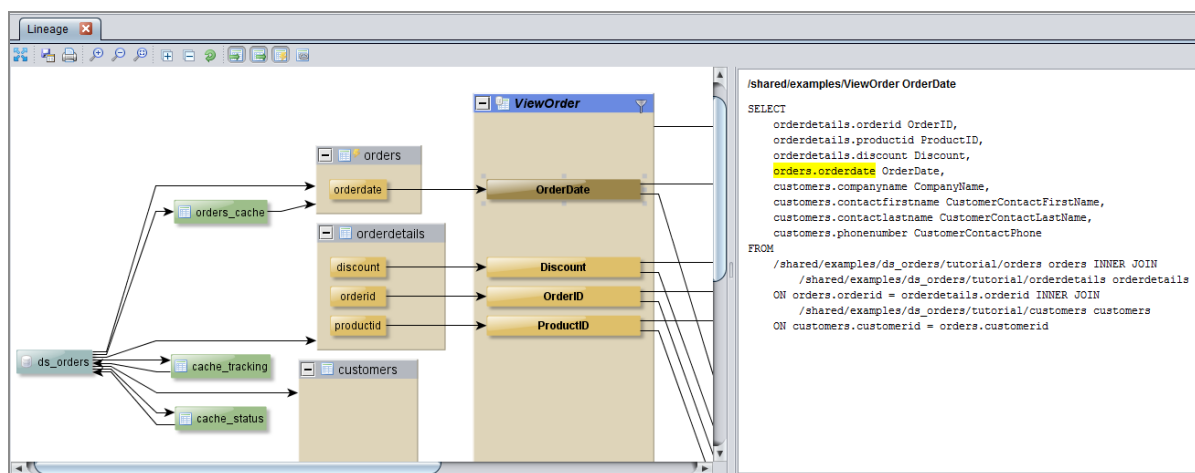 Lineage
/shared/examples/ViewOrder OrderDate
ViewOrder
orders
orderdate
OrderDate
orders_cache
orderdetails
discount
Discount
orderid
OrderID
productid
ProductID
ds_orders
cache_tracking
customers
cache_status
SELECT
orderdetails.orderid OrderID,
orderdetails.productid ProductID,
orderdetails.discount Discount,
orders.orderdate OrderDate,
customers.companyname CompanyName,
customers.contactfirstname CustomerContactFirstName,
customers.contactlastname CustomerContactLastName,
customers.phonenumber CustomerContactPhone
FROM
/shared/examples/ds_orders/tutorial/orders orders INNER JOIN
/shared/examples/ds_orders/tutorial/orderdetails orderdetails
ON orders.orderid = orderdetails.orderid INNER JOIN
/shared/examples/ds_orders/tutorial/customers customers
ON customers.customerid = orders.customerid